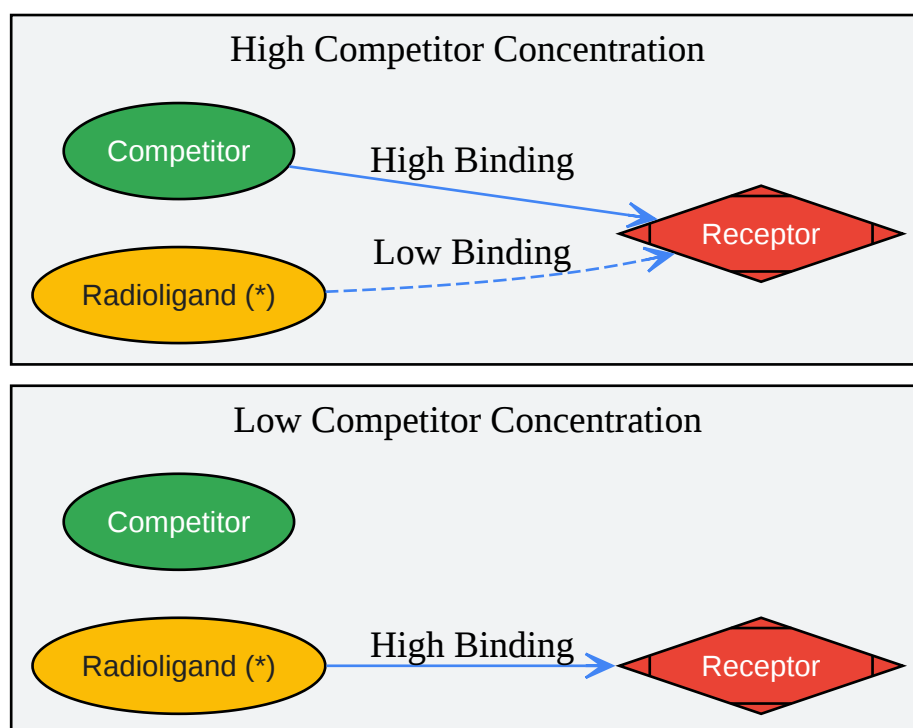 High Competitor Concentration
Competitor
High Binding
Receptor
Low Binding
Radioligand (*)
Low Competitor Concentration
Competitor
High Binding
Radioligand (*)
Receptor